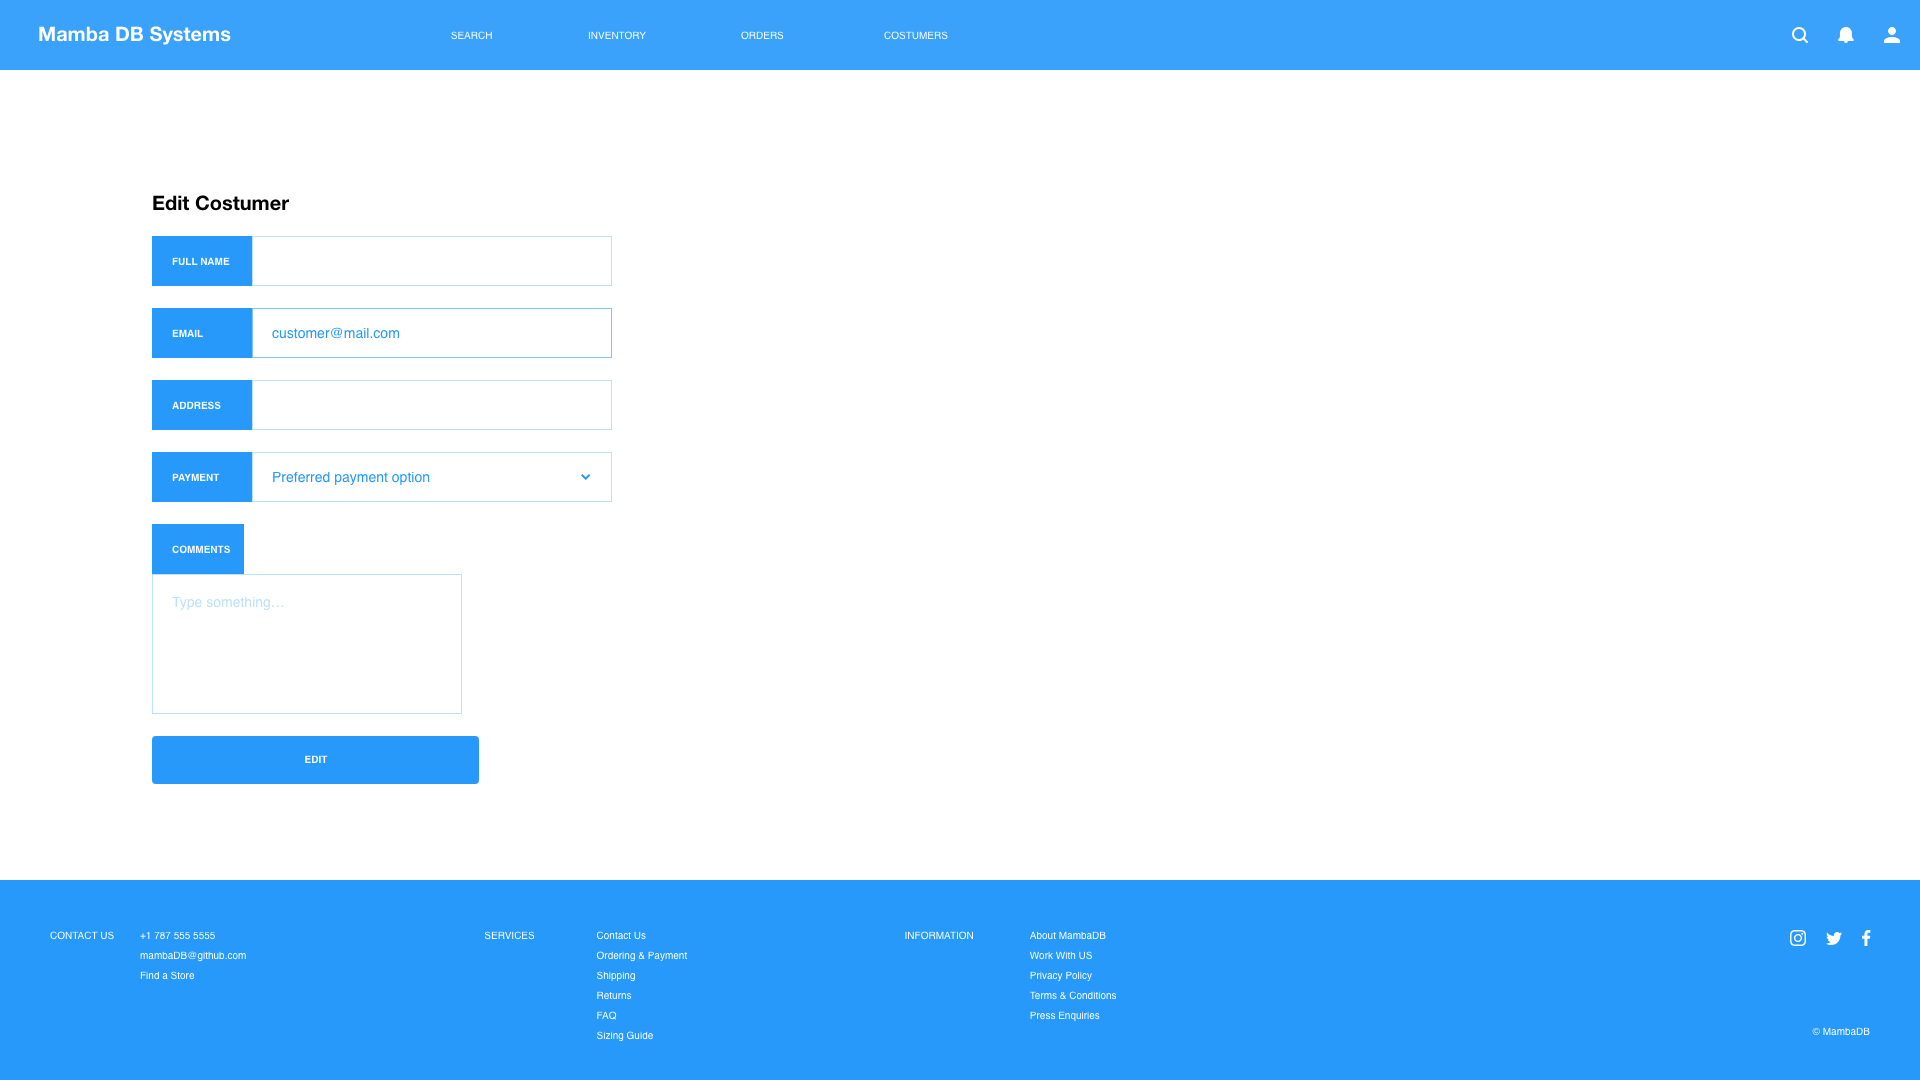 Mamba DB Systems
SEARCH
INVENTORY
ORDERS
COSTUMERS
Edit Costumer
FULL NAME
EMAIL
customer@mail.com
ADDRESS
PAYMENT
Preferred payment option
COMMENTS
Type something...
EDIT
CONTACT US
+1 787 555 5555
mambaDB@github.com
Find a Store
SERVICES
Contact Us
Ordering & Payment
Shipping
Returns
FAQ
Sizing Guide
INFORMATION
About MambaDB
Work With US
Privacy Policy
Terms & Conditions
Press Enquiries
© MambaDB